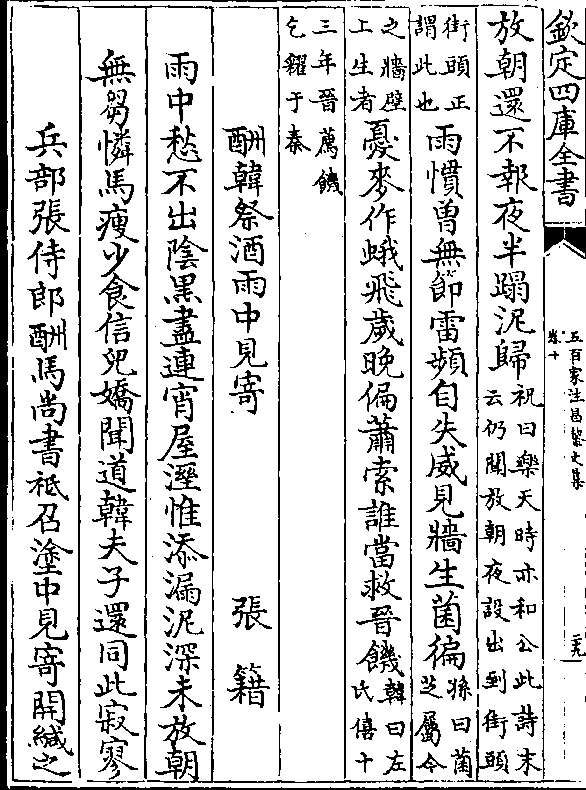 欽定四庫全書
五百家注昌黎文集
卷十
放朝還不報夜半蹋泥歸祝曰樂天時亦和公此詩末云仍聞放朝夜設出到街頭
街頭正謂此也雨慣曽無節雷頻自失威見牆生菌徧孫曰菌芝屬今
之牆壁上生者憂麥作蛾飛歲晚偏蕭索誰當救晉饑韓曰左氏僖十
三年晉薦饑乞糴于秦
酬韓祭酒雨中見寄 張籍
雨中愁不出陰黒盡連宵屋溼惟添漏泥深未放朝
無芻憐馬瘦少食信兒嬌聞道韓夫子還同此寂寥
兵部張侍郎酬馬尚書祗召塗中見寄開緘之